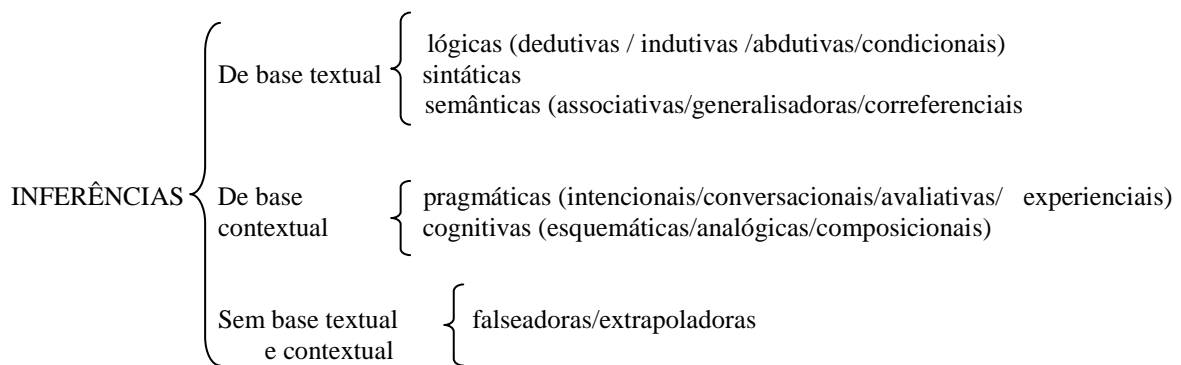 lógicas (dedutivas / indutivas /abdutivas/condicionais)
De base textual
sintáticas
semânticas (associativas/generalisadoras/correferenciais
INFERÊNCIAS
De base
contextual
pragmáticas (intencionais/conversacionais/avaliativas/ experienciais)
cognitivas (esquemáticas/analógicas/composicionais)
Sem base textual
e contextual
falseadoras/extrapoladoras